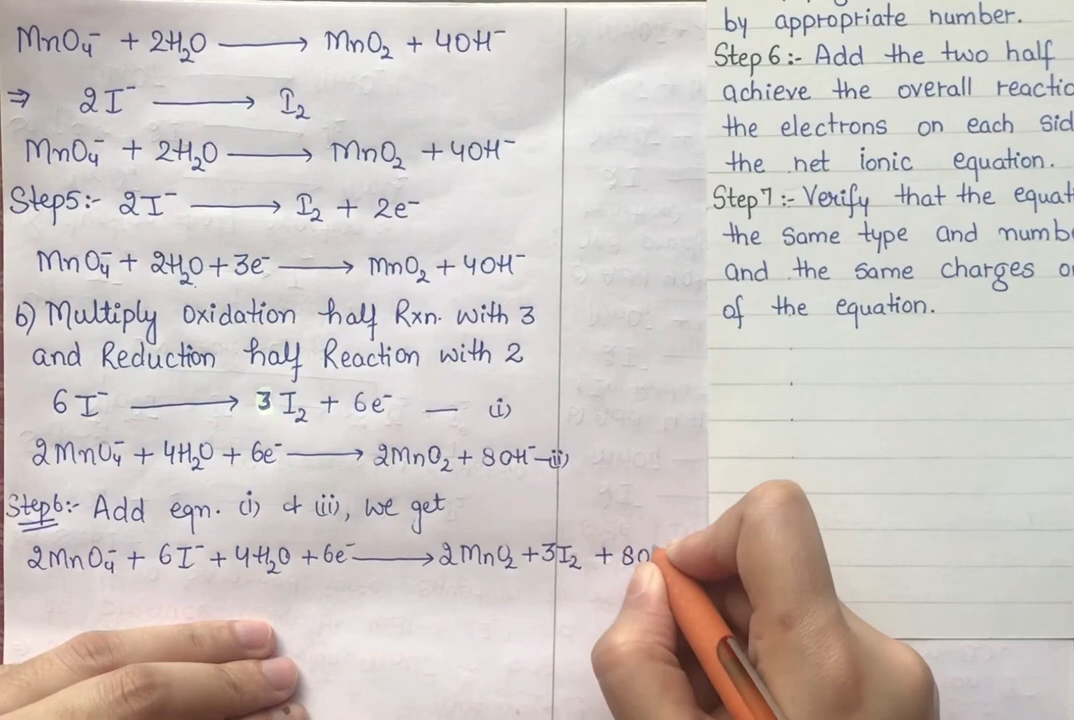 MnO₄⁻ + 2H₂O ⟶ MnO₂ + 4OH⁻
⇒ 2I⁻ ⟶ I₂
MnO₄⁻ + 2H₂O ⟶ MnO₂ + 4OH⁻
Step5:- 2I⁻ ⟶ I₂ + 2e⁻
MnO₄⁻ + 2H₂O + 3e⁻ ⟶ MnO₂ + 4OH⁻
b) Multiply oxidation half Rxn. with 3
and Reduction half Reaction with 2
6I⁻ ⟶ 3I₂ + 6e⁻ — (i)
2MnO₄⁻ + 4H₂O + 6e⁻ ⟶ 2MnO₂ + 8OH⁻ —(ii)
Step6:- Add eqn. (i) & (ii), we get
2MnO₄⁻ + 6I⁻ + 4H₂O + 6e⁻ ⟶ 2MnO₂ + 3I₂ + 8O
by appropriate number.
Step 6:- Add the two half
achieve the overall reactio
the electrons on each sid
the net ionic equation.
Step 7:- Verify that the equat
the same type and numb
and the same charges o
of the equation.